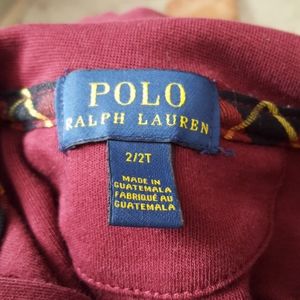 POLO
RALPH LAUREN
2/2T
MADE IN
GUATEMALA
FABRIQUÉ AU
GUATEMALA